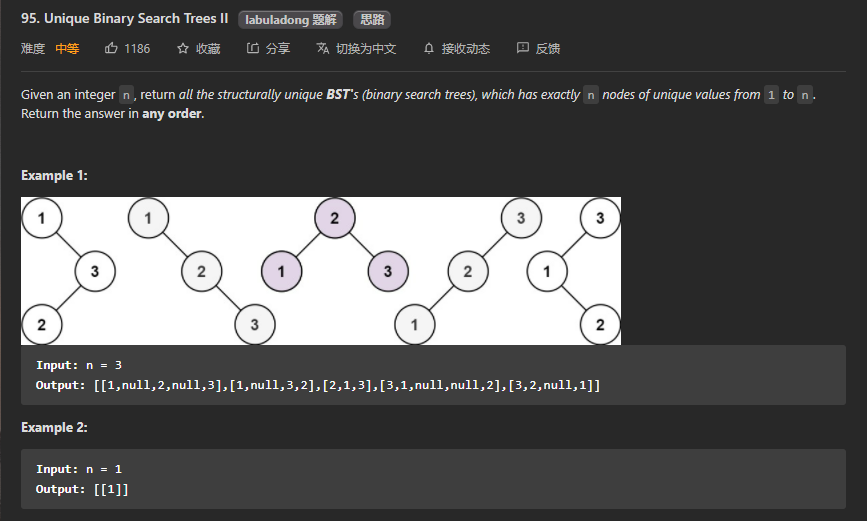 95. Unique Binary Search Trees II labuladong 题解 思路
难度 中等 1186 收藏 分享 切换为中文 接收动态 反馈
Given an integer n, return all the structurally unique BST's (binary search trees), which has exactly n nodes of unique values from 1 to n.
Return the answer in any order.
Example 1:
1 1 2 3 3
3 2 1 3 2 1
2 3 1 2
Input: n = 3
Output: [[1,null,2,null,3],[1,null,3,2],[2,1,3],[3,1,null,null,2],[3,2,null,1]]
Example 2:
Input: n = 1
Output: [[1]]